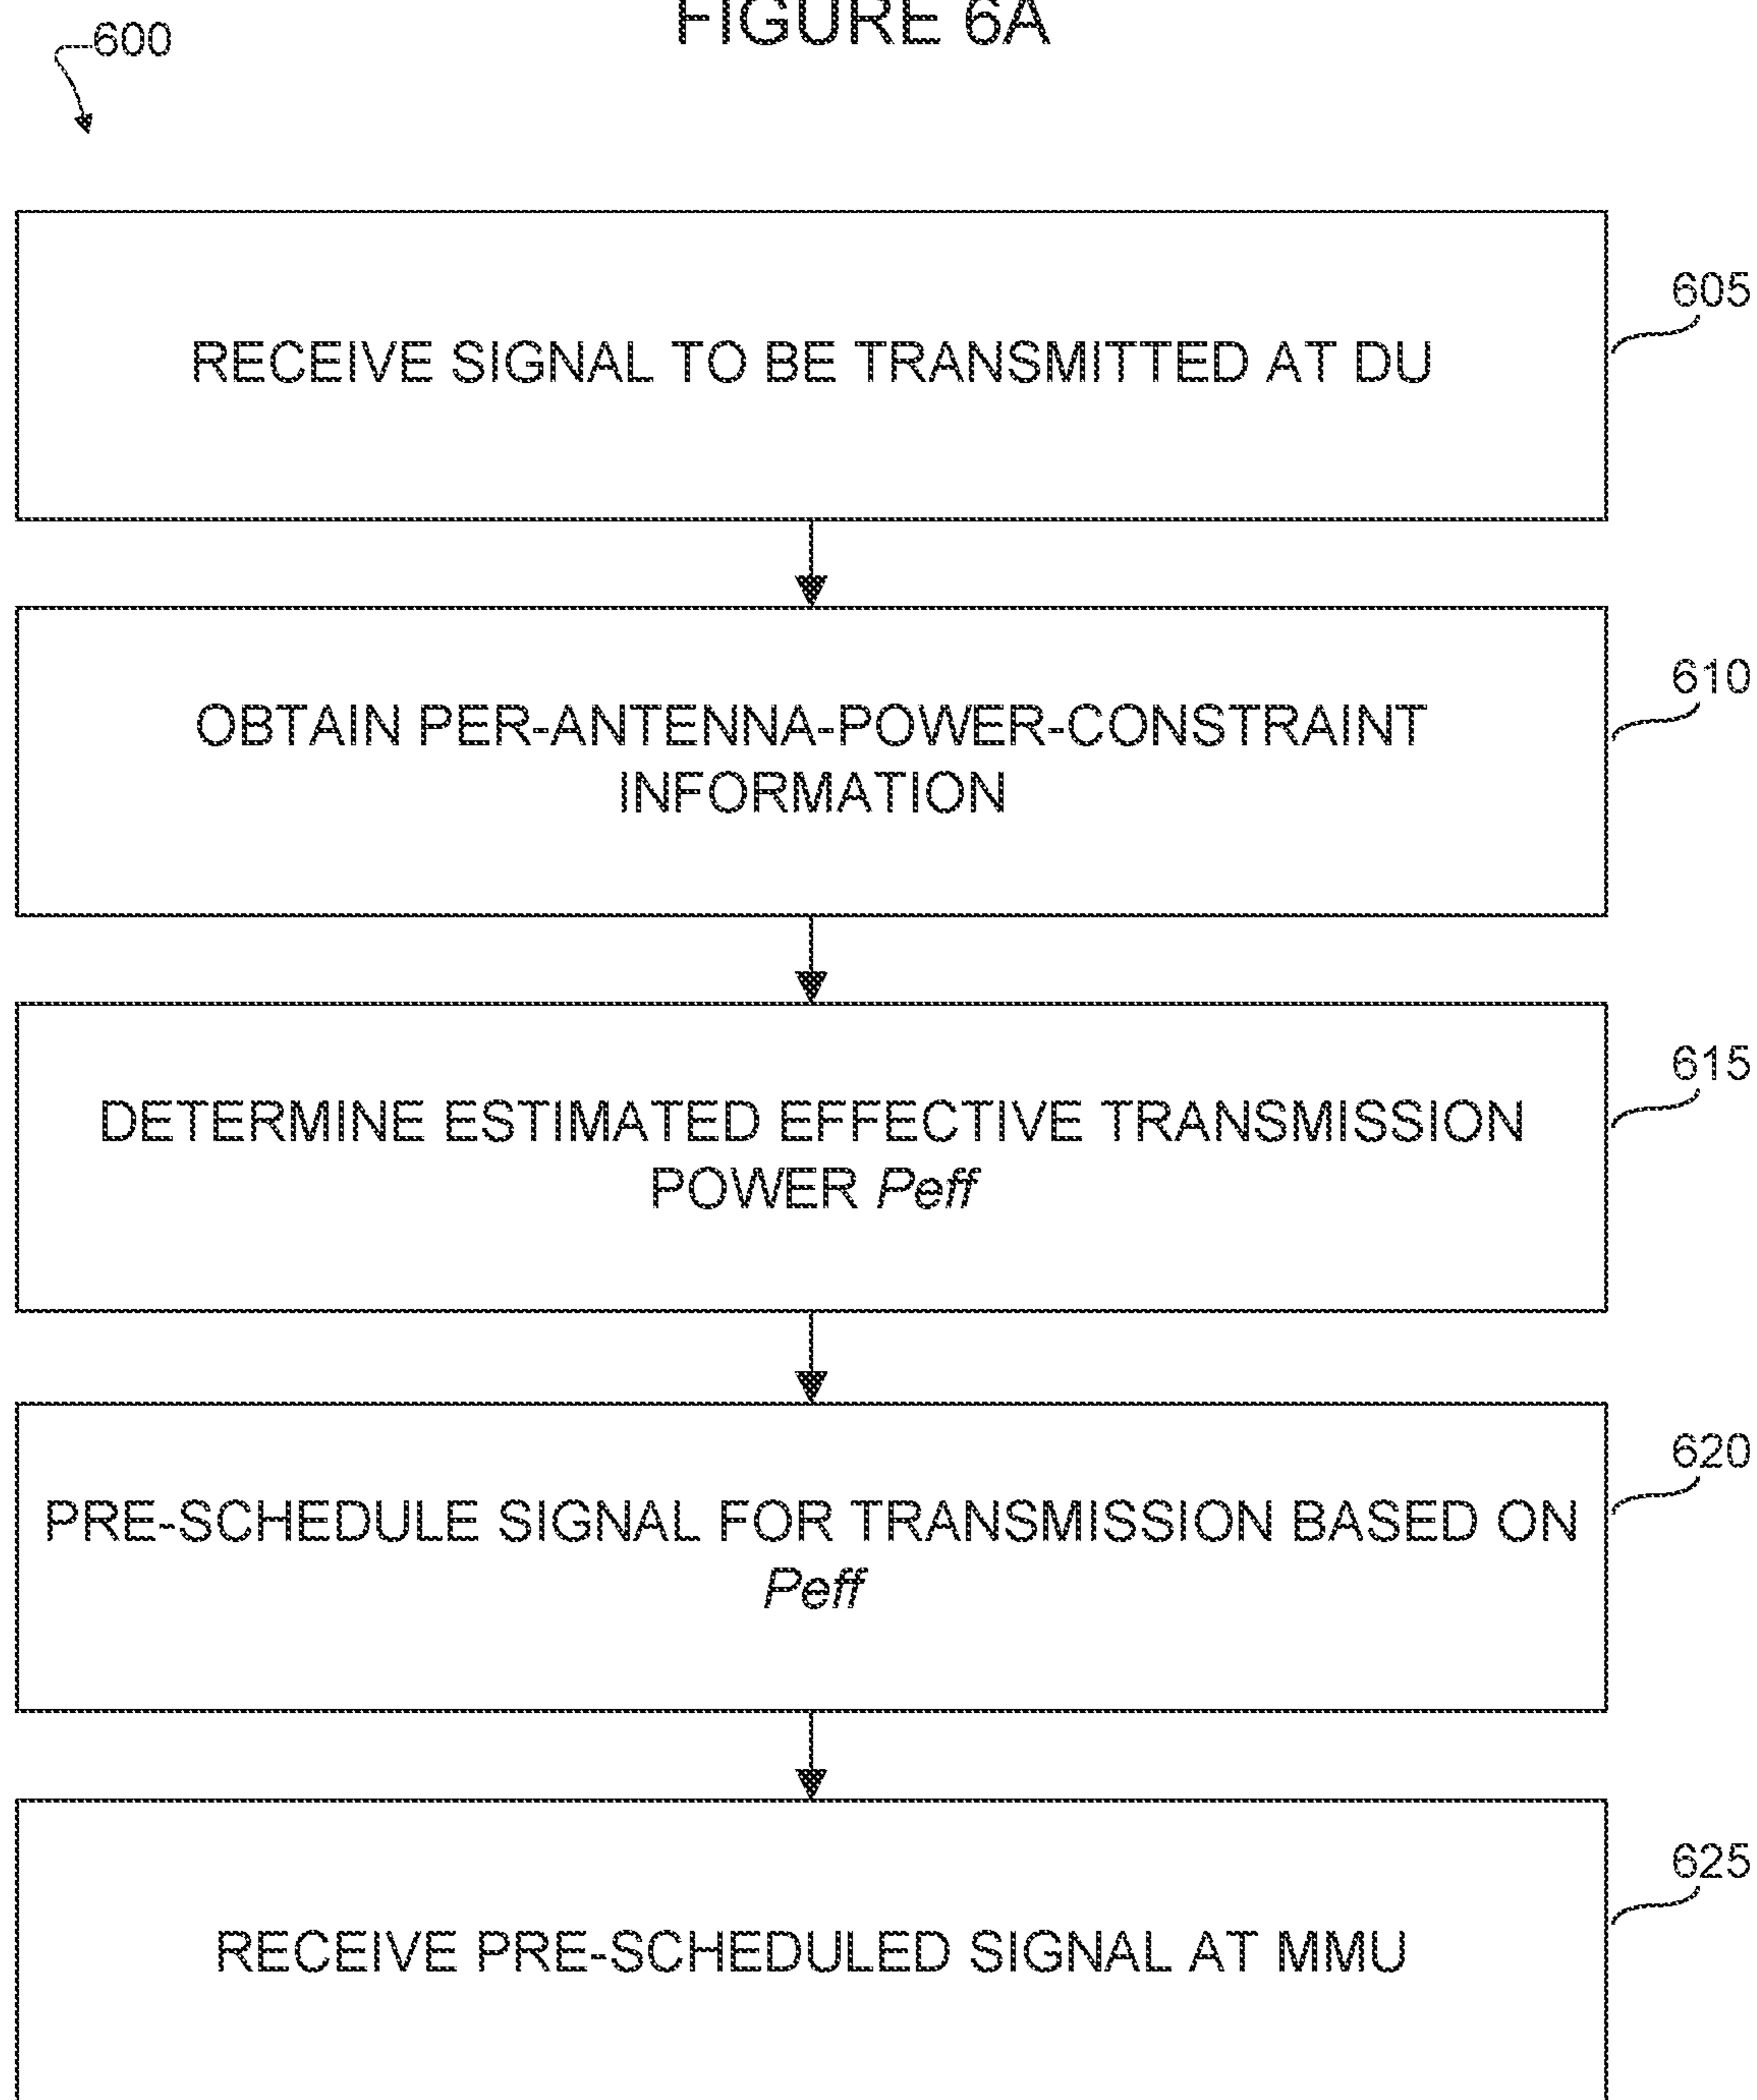 FIGURE 6A
600
RECEIVE SIGNAL TO BE TRANSMITTED AT DU
605
OBTAIN PER-ANTENNA-POWER-CONSTRAINT
INFORMATION
610
DETERMINE ESTIMATED EFFECTIVE TRANSMISSION
POWER Peff
615
PRE-SCHEDULE SIGNAL FOR TRANSMISSION BASED ON
Peff
620
RECEIVE PRE-SCHEDULED SIGNAL AT MMU
625